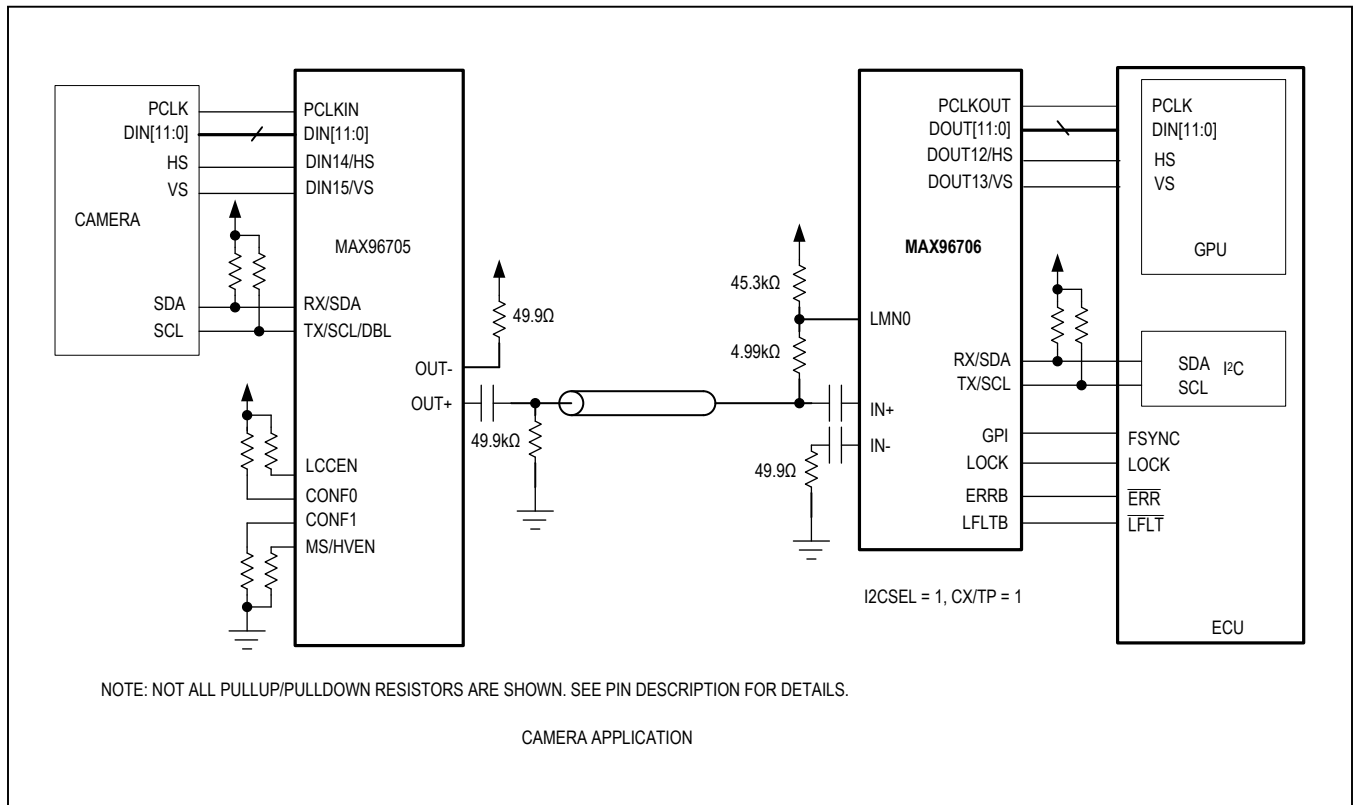 PCLK
DIN[11:0]
HS
VS
CAMERA
SDA
SCL
PCLKIN
DIN[11:0]
DIN14/HS
DIN15/VS
MAX96705
RX/SDA
TX/SCL/DBL
OUT-
OUT+
LCCEN
CONF0
CONF1
MS/HVEN
49.9Ω
49.9kΩ
45.3kΩ
4.99kΩ
49.9Ω
PCLKOUT
DOUT[11:0]
DOUT12/HS
DOUT13/VS
MAX96706
LMN0
RX/SDA
TX/SCL
IN+
IN-
GPI
LOCK
ERRB
LFLTB
I2CSEL = 1, CX/TP = 1
PCLK
DIN[11:0]
HS
VS
GPU
SDA I²C
SCL
FSYNC
LOCK
ERR
LFLT
ECU
NOTE: NOT ALL PULLUP/PULLDOWN RESISTORS ARE SHOWN. SEE PIN DESCRIPTION FOR DETAILS.
CAMERA APPLICATION